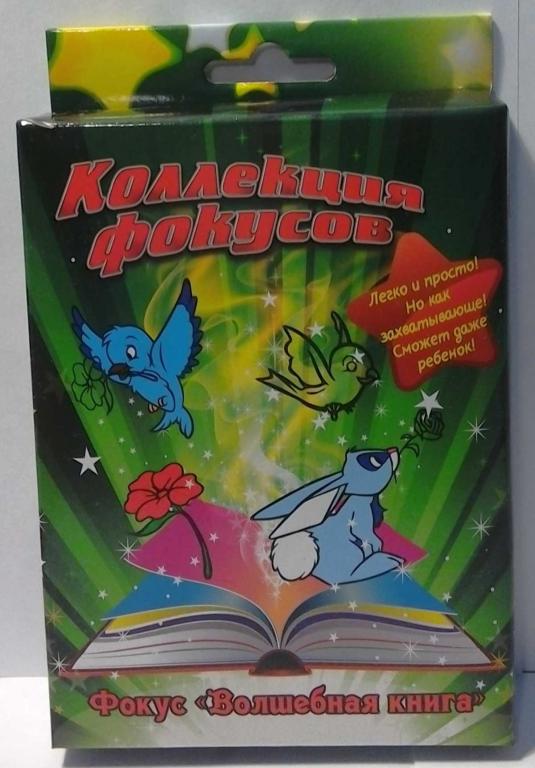 Коллекция
фокусов
Легко и просто!
Но как
захватывающе!
Сможет даже
ребенок!
Фокус «Волшебная книга»